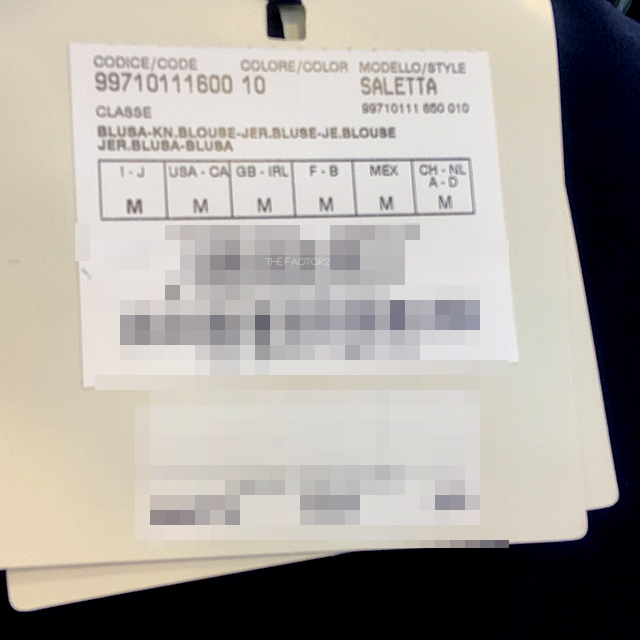 CODICE/CODE COLORE/COLOR MODELLO/STYLE
99710111600 10 SALETTA
CLASSE 99710111 650 010
BLUSA-KN.BLOUSE-JER.BLUSE-JE.BLOUSE
JER.BLUSA-BLUSA
I - J USA - CA GB - IRL F - B MEX CH - NL
A - D
M M M M M M
THE FACTOR2